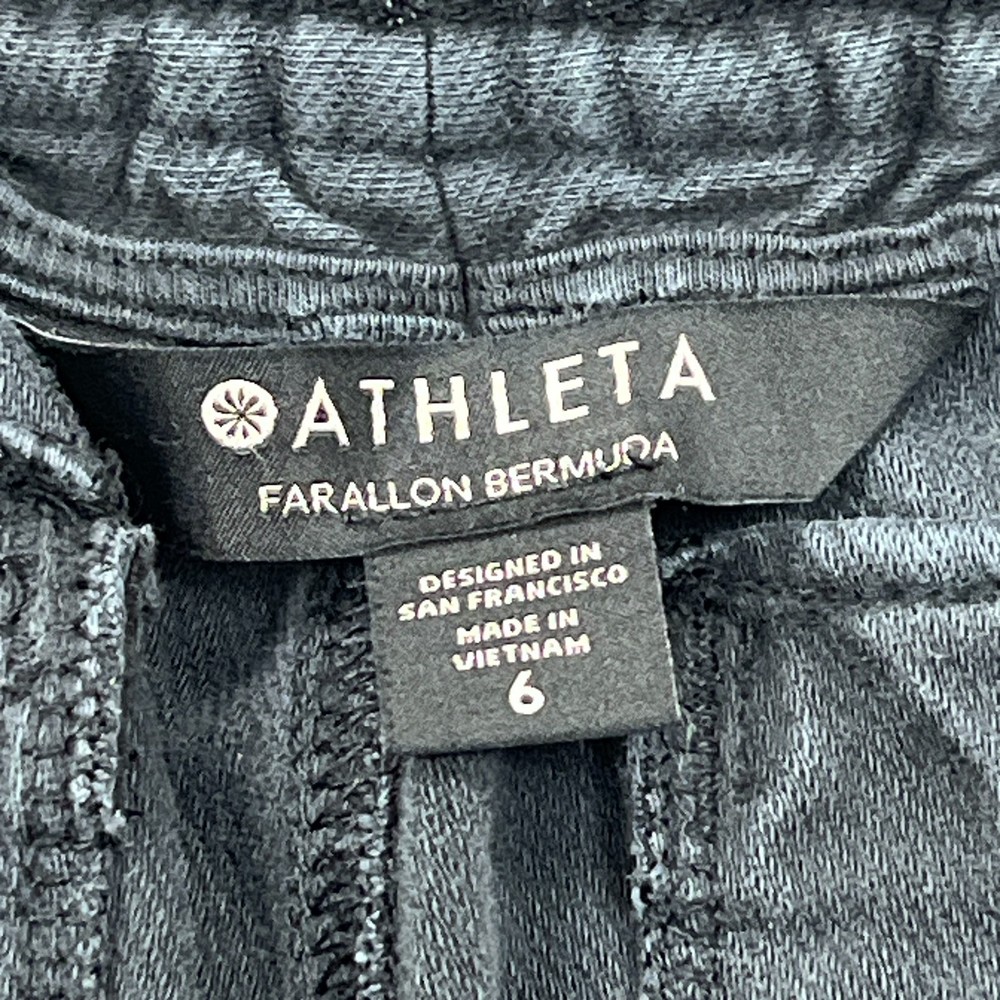 ATHLETA
FARALLON BERMUDA
DESIGNED IN
SAN FRANCISCO
MADE IN
VIETNAM
6